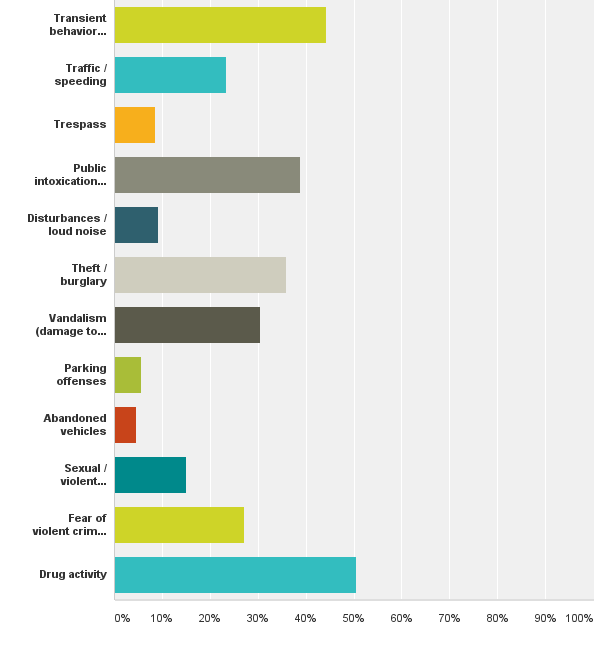 Transient
behavior...
Traffic /
speeding
Trespass
Public
intoxication...
Disturbances /
loud noise
Theft /
burglary
Vandalism
(damage to...
Parking
offenses
Abandoned
vehicles
Sexual /
violent...
Fear of
violent crim...
Drug activity
0% 10% 20% 30% 40% 50% 60% 70% 80% 90% 100%